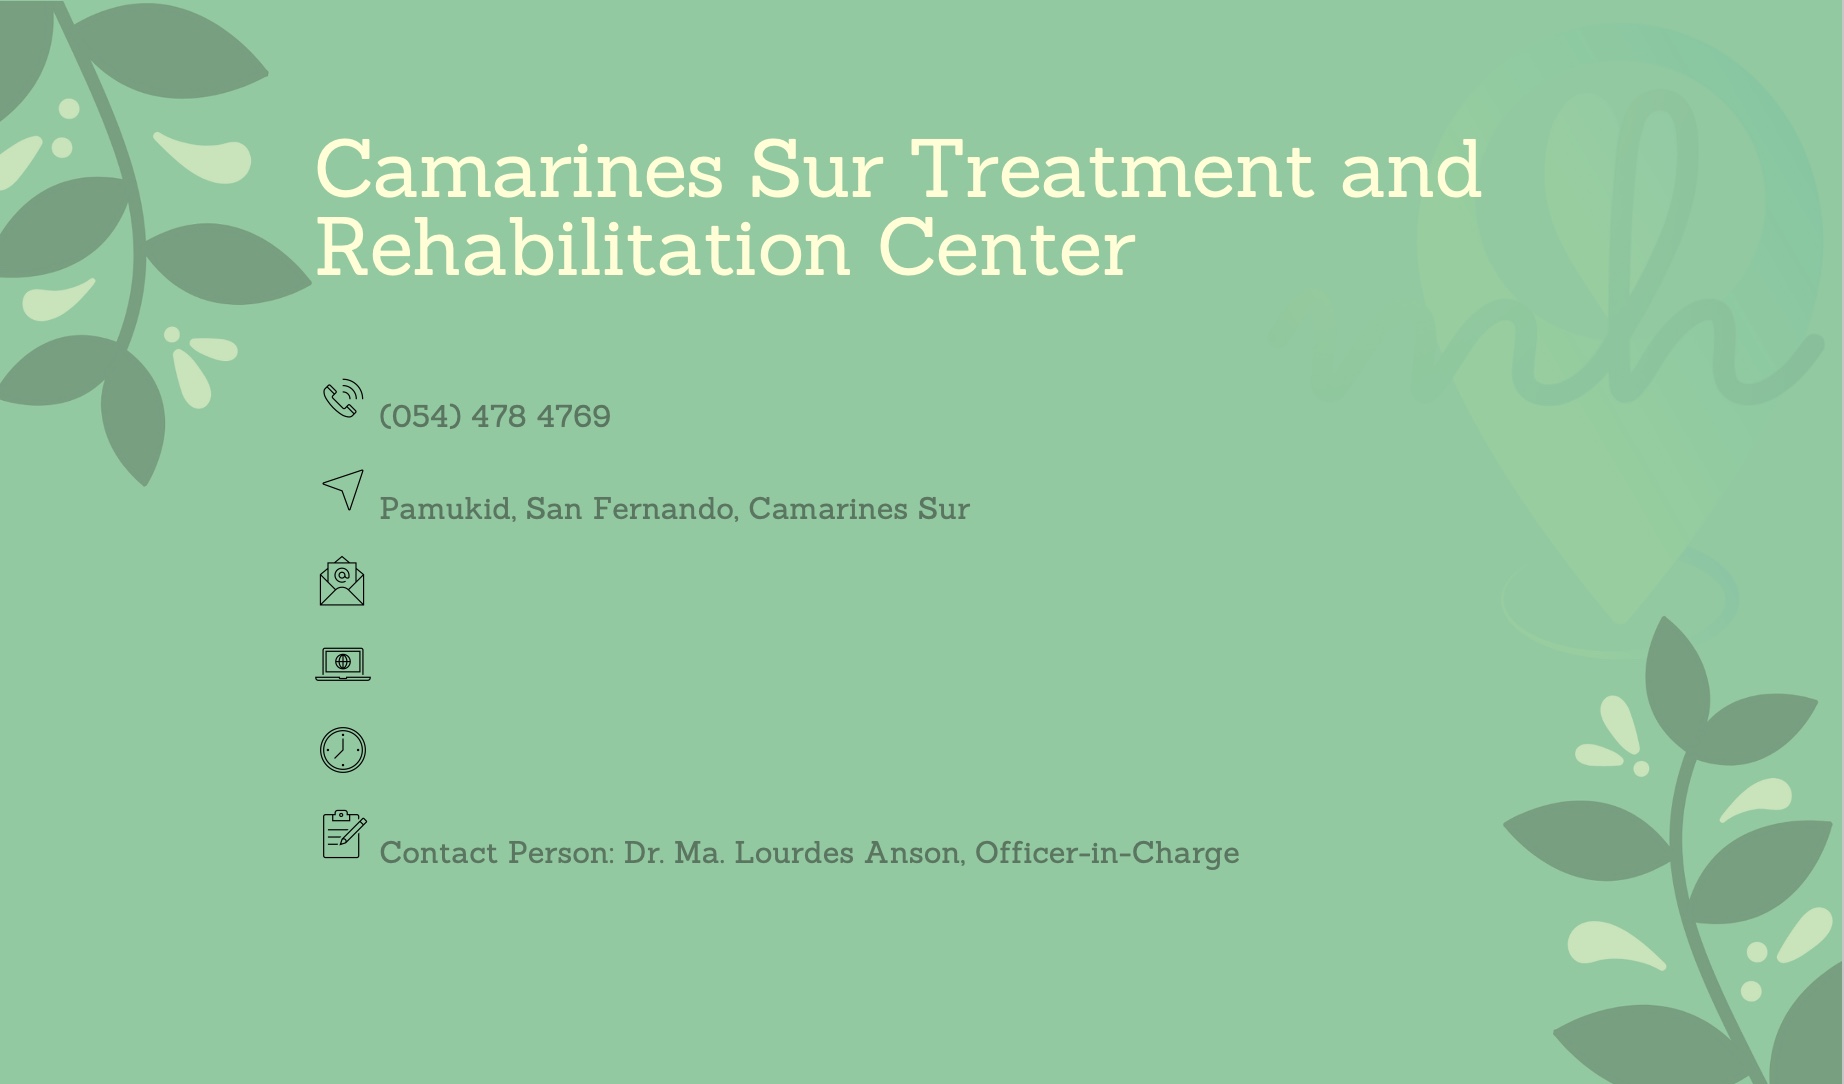 Camarines Sur Treatment and
Rehabilitation Center
(054) 478 4769
Pamukid, San Fernando, Camarines Sur
Contact Person: Dr. Ma. Lourdes Anson, Officer-in-Charge